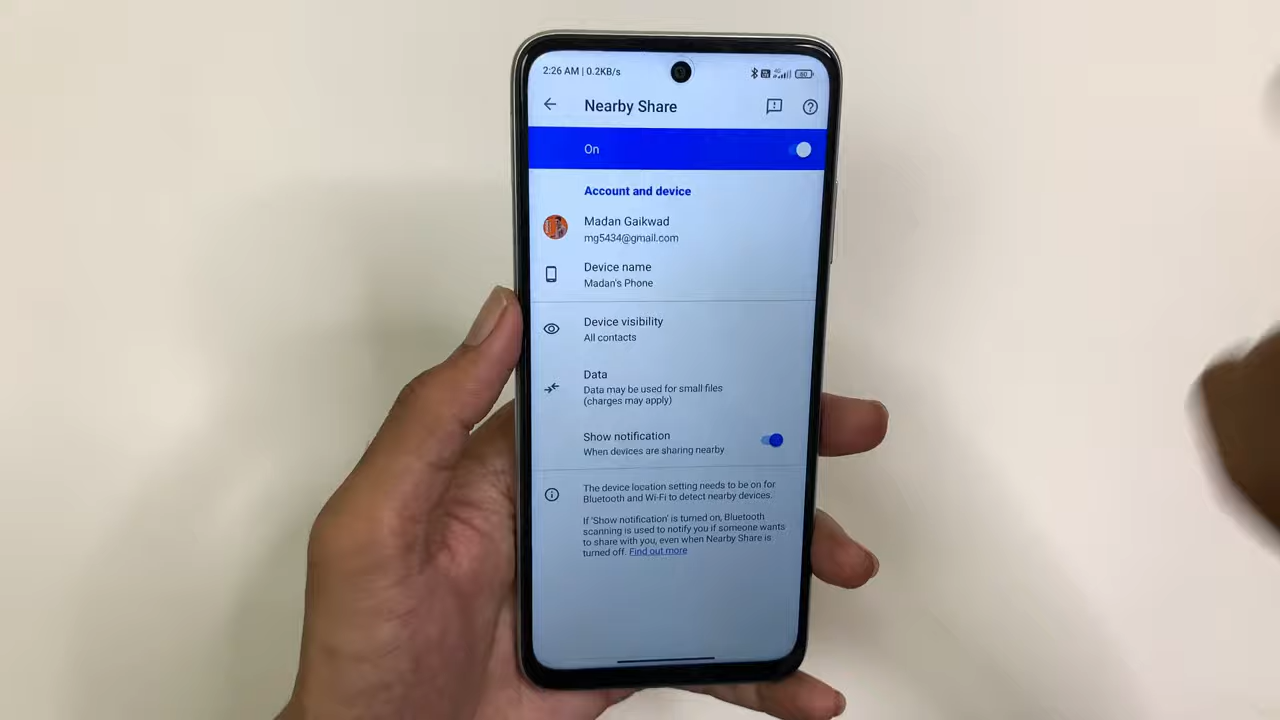 2:26 AM | 0.2KB/s
4G
60
Nearby Share
On
Account and device
Madan Gaikwad
mg5434@gmail.com
Device name
Madan's Phone
Device visibility
All contacts
Data
Data may be used for small files
(charges may apply)
Show notification
When devices are sharing nearby
The device location setting needs to be on for
Bluetooth and Wi-Fi to detect nearby devices.
If 'Show notification' is turned on, Bluetooth
scanning is used to notify you if someone wants
to share with you, even when Nearby Share is
turned off. Find out more